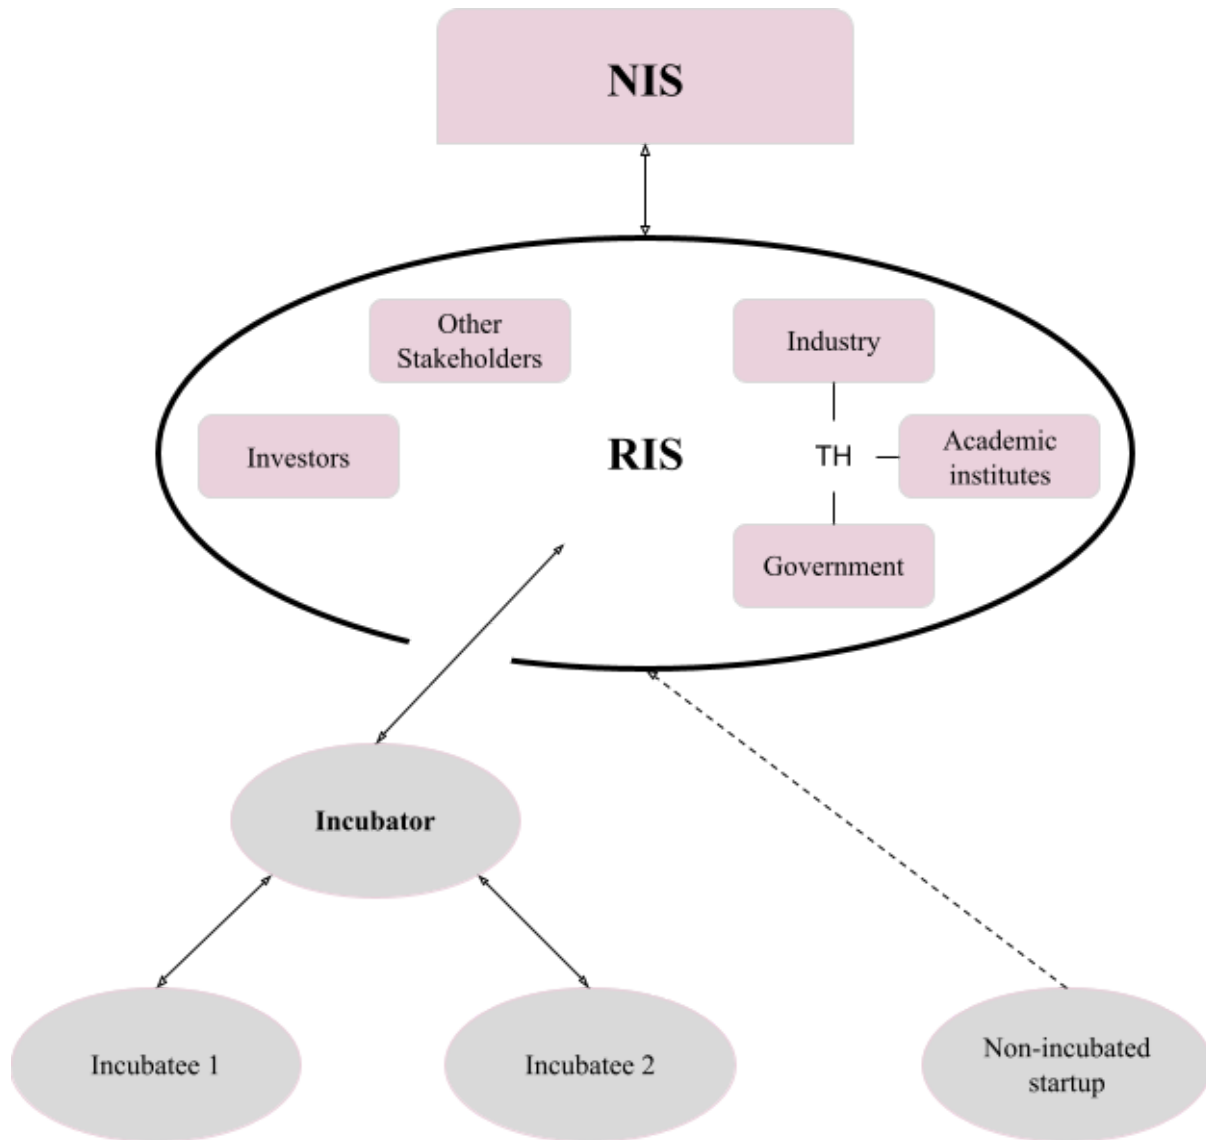 NIS
Other
Stakeholders
Industry
Investors
RIS
TH
Academic
institutes
Government
Incubator
Incubatee 1
Incubatee 2
Non-incubated
startup